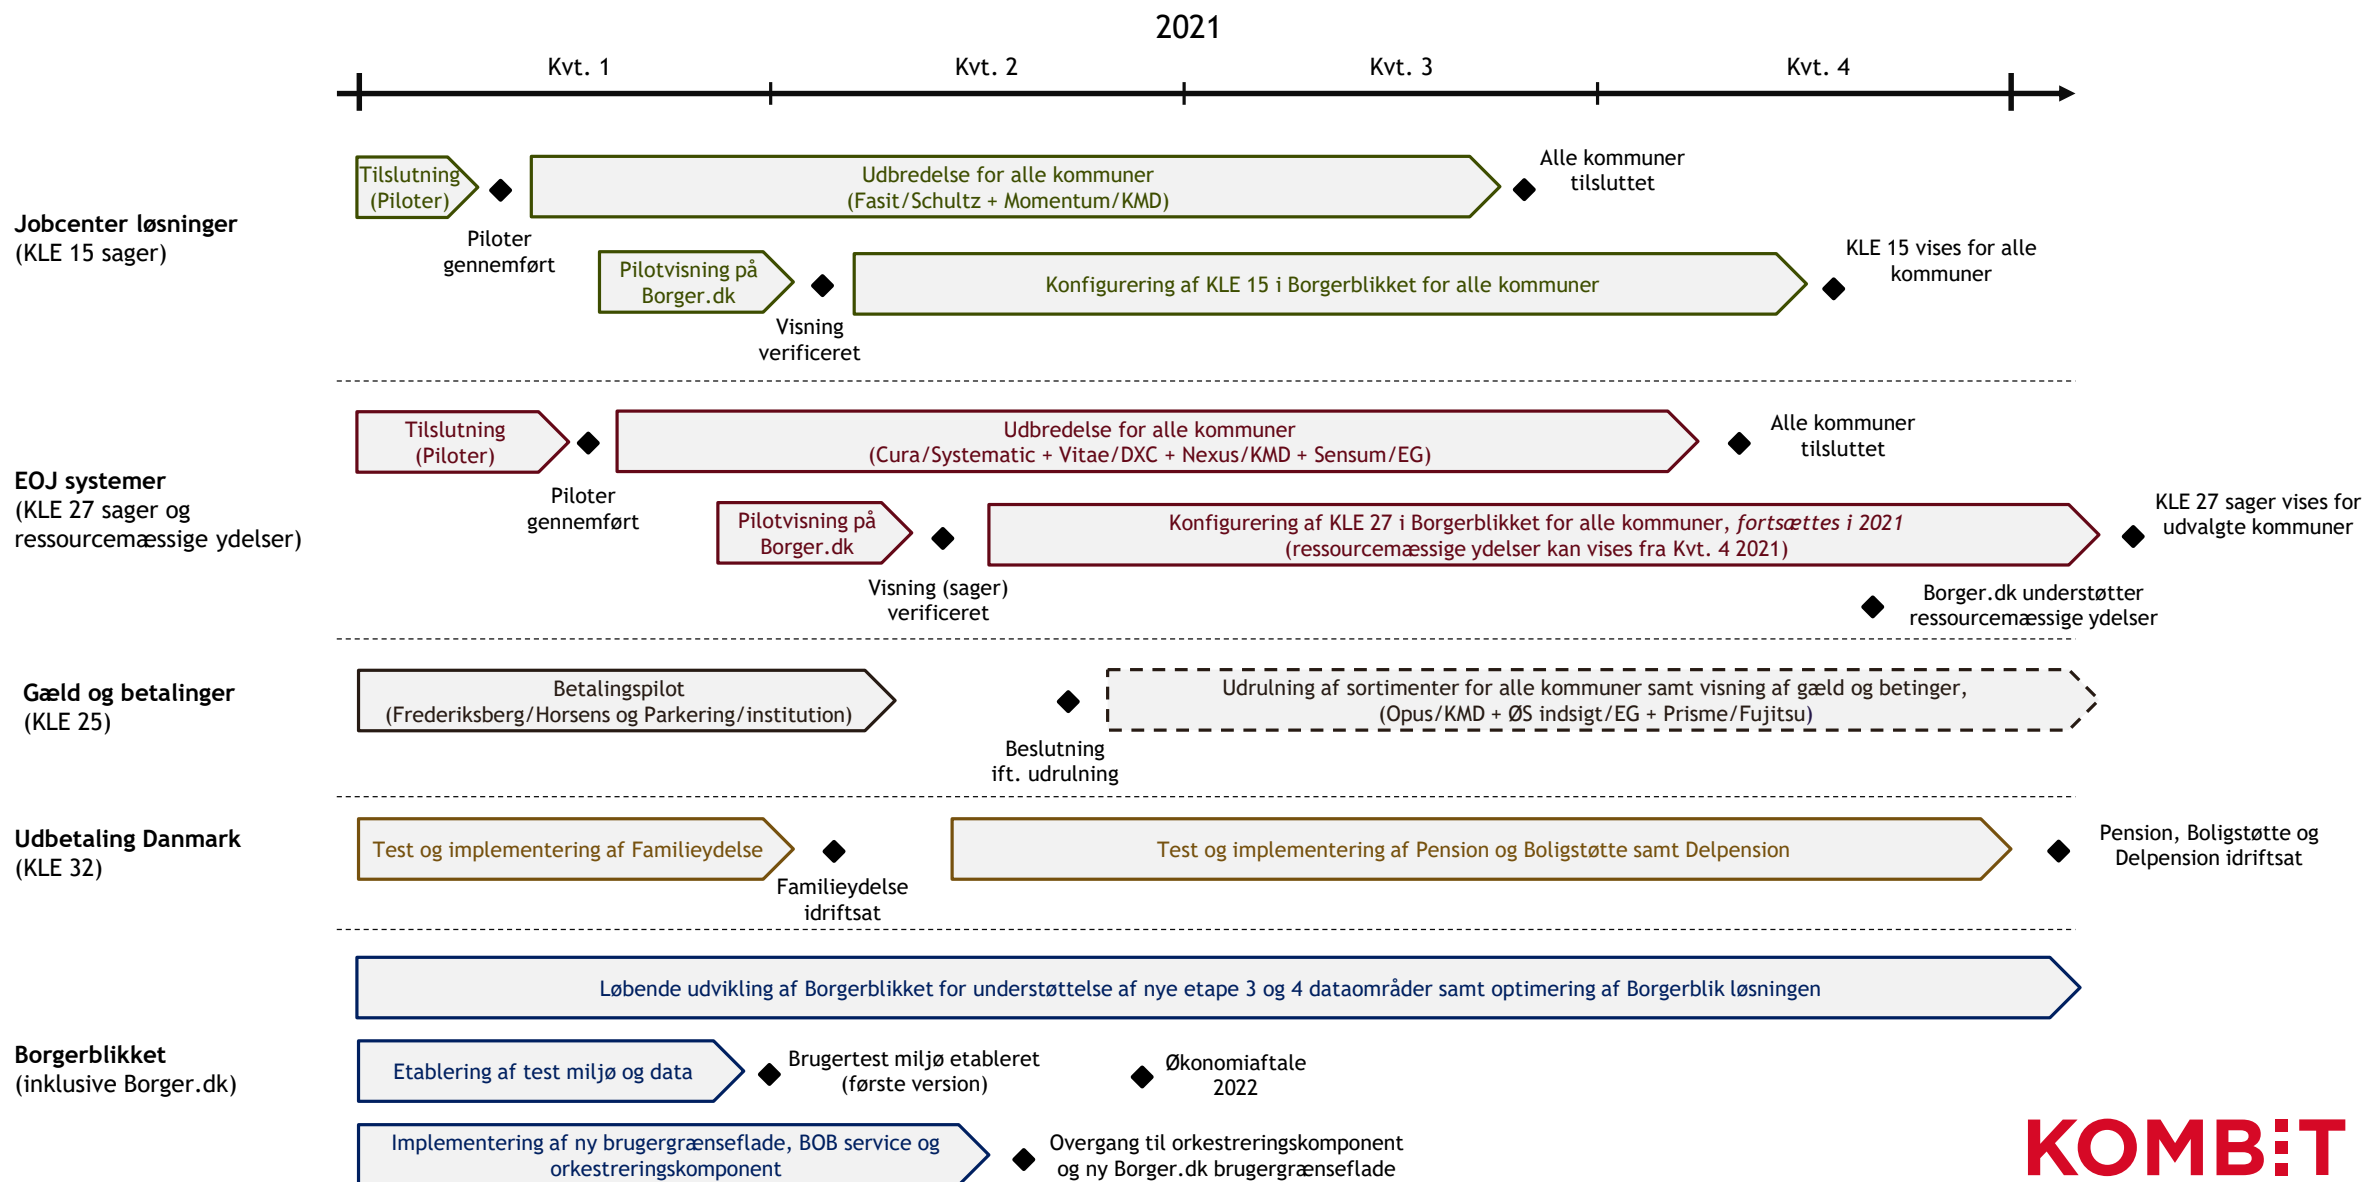 2021
Kvt. 1
Kvt. 2
Kvt. 3
Kvt. 4
Jobcenter løsninger
(KLE 15 sager)
Tilslutning
(Piloter)
Piloter
gennemført
Udbredelse for alle kommuner
(Fasit/Schultz + Momentum/KMD)
Alle kommuner
tilsluttet
Pilotvisning på
Borger.dk
Visning
verificeret
Konfigurering af KLE 15 i Borgerblikket for alle kommuner
KLE 15 vises for alle
kommuner
EOJ systemer
(KLE 27 sager og
ressourcemæssige ydelser)
Tilslutning
(Piloter)
Piloter
gennemført
Udbredelse for alle kommuner
(Cura/Systematic + Vitae/DXC + Nexus/KMD + Sensum/EG)
Alle kommuner
tilsluttet
Pilotvisning på
Borger.dk
Visning (sager)
verificeret
Konfigurering af KLE 27 i Borgerblikket for alle kommuner, fortsættes i 2021
(ressourcemæssige ydelser kan vises fra Kvt. 4 2021)
KLE 27 sager vises for
udvalgte kommuner
Borger.dk understøtter
ressourcemæssige ydelser
Gæld og betalinger
(KLE 25)
Betalingspilot
(Frederiksberg/Horsens og Parkering/institution)
Beslutning
ift. udrulning
Udrulning af sortimenter for alle kommuner samt visning af gæld og betinger,
(Opus/KMD + ØS indsigt/EG + Prisme/Fujitsu)
Udbetaling Danmark
(KLE 32)
Test og implementering af Familieydelse
Familieydelse
idriftsat
Test og implementering af Pension og Boligstøtte samt Delpension
Pension, Boligstøtte og
Delpension idriftsat
Borgerblikket
(inklusive Borger.dk)
Løbende udvikling af Borgerblikket for understøttelse af nye etape 3 og 4 dataområder samt optimering af Borgerblik løsningen
Etablering af test miljø og data
Brugertest miljø etableret
(første version)
Økonomiaftale
2022
Implementering af ny brugergrænseflade, BOB service og
orkestreringskomponent
Overgang til orkestreringskomponent
og ny Borger.dk brugergrænseflade
KOMBIT